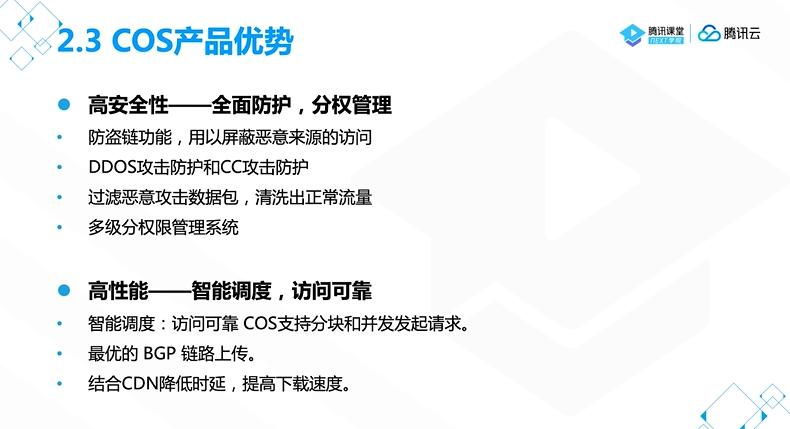 2.3 COS产品优势
腾讯课堂
NEXT学院
腾讯云
高安全性——全面防护，分权管理
防盗链功能，用以屏蔽恶意来源的访问
DDOS攻击防护和CC攻击防护
过滤恶意攻击数据包，清洗出正常流量
多级分权限管理系统
高性能——智能调度，访问可靠
智能调度：访问可靠 COS支持分块和并发发起请求。
最优的 BGP 链路上传。
结合CDN降低时延，提高下载速度。